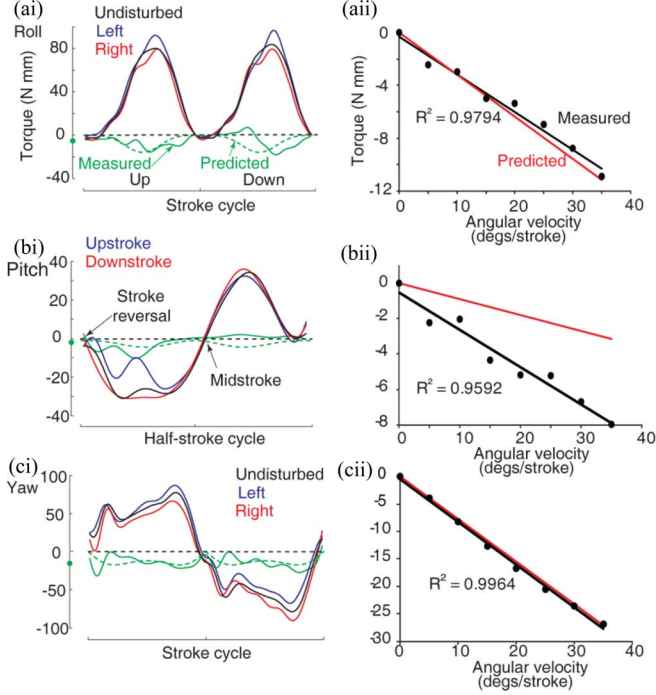 (ai)
Roll
Undisturbed
Left
Right
Torque (N mm)
80
40
0
-40
Measured
Predicted
Up
Down
Stroke cycle
(aii)
Torque (N mm)
0
-4
-8
-12
R² = 0.9794
Measured
Predicted
0 10 20 30 40
Angular velocity
(degs/stroke)
(bi)
Pitch
Upstroke
Downstroke
40
20
0
-20
-40
Stroke
reversal
Midstroke
Half-stroke cycle
(bii)
0
-2
-4
-6
-8
R² = 0.9592
0 10 20 30 40
Angular velocity
(degs/stroke)
(ci)
Yaw
Undisturbed
Left
Right
100
50
0
-50
-100
Stroke cycle
(cii)
0
-5
-10
-15
-20
-25
-30
R² = 0.9964
0 10 20 30 40
Angular velocity
(degs/stroke)